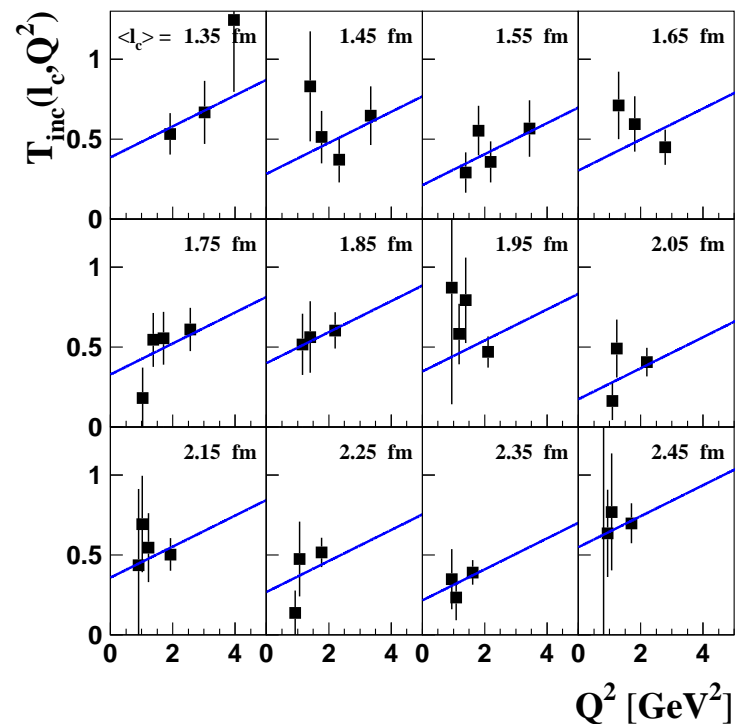 T_inc(l_c,Q^2)
<l_c> = 1.35 fm
1.45 fm
1.55 fm
1.65 fm
1
0.5
0
1.75 fm
1.85 fm
1.95 fm
2.05 fm
1
0.5
0
2.15 fm
2.25 fm
2.35 fm
2.45 fm
1
0.5
0
0 2 4 0 2 4 0 2 4 0 2 4
Q^2 [GeV^2]